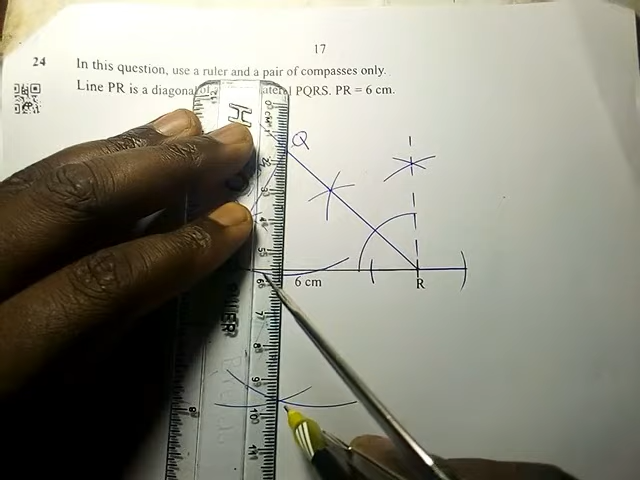 17
24 In this question, use a ruler and a pair of compasses only.
Line PR is a diagonal of PQRS. PR = 6 cm.
Q
6 cm
R